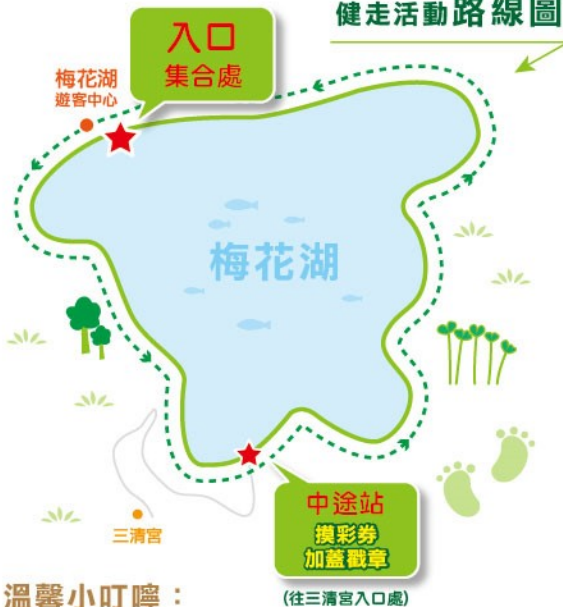 健走活動路線圖
入口
集合處
梅花湖
遊客中心
梅花湖
三清宮
中途站
摸彩券
加蓋戳章
(往三清宮入口處)
溫馨小叮嚀：